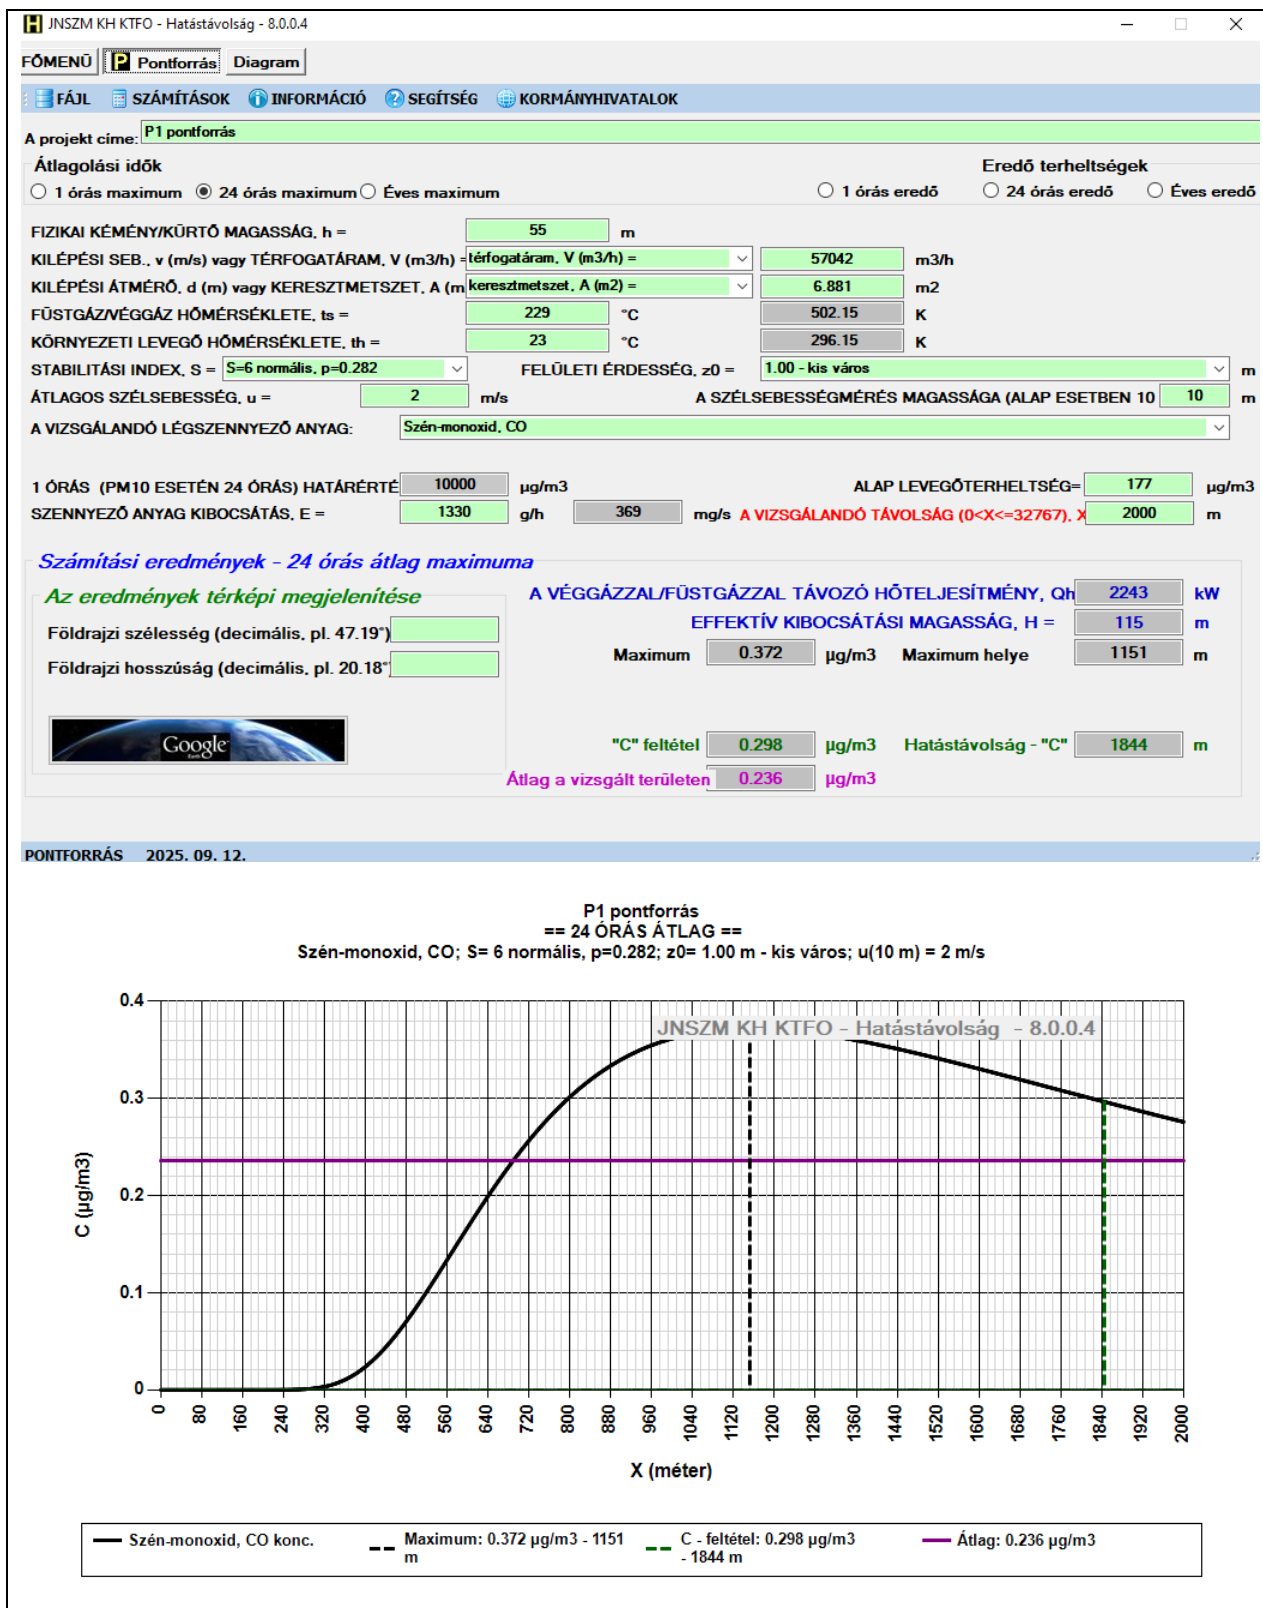 JNSZM KH KTFO - Hatástávolság - 8.0.0.4
FŐMENÜ P Pontforrás Diagram
FÁJL SZÁMÍTÁSOK INFORMÁCIÓ SEGÍTSÉG KORMÁNYHIVATALOK
A projekt címe: P1 pontforrás
Átlagolási idők Eredő terheltségek
1 órás maximum 24 órás maximum Éves maximum 1 órás eredő 24 órás eredő Éves eredő
FIZIKAI KÉMÉNY/KÜRTŐ MAGASSÁG, h = 55 m
KILÉPÉSI SEB., v (m/s) vagy TÉRFOGATÁRAM, V (m3/h) = térfogatáram, V (m3/h) = 57042 m3/h
KILÉPÉSI ÁTMÉRŐ, d (m) vagy KERESZTMETSZET, A (m keresztmetszet, A (m2) = 6.881 m2
FÜSTGÁZ/VÉGGÁZ HŐMÉRSÉKLETE, ts = 229 °C 502.15 K
KÖRNYEZETI LEVEGŐ HŐMÉRSÉKLETE, th = 23 °C 296.15 K
STABILITÁSI INDEX, S = S=6 normális, p=0.282 FELÜLETI ÉRDESSÉG, z0 = 1.00 - kis város m
ÁTLAGOS SZÉLSEBESSÉG, u = 2 m/s A SZÉLSEBESSÉGMÉRÉS MAGASSÁGA (ALAP ESETBEN 10 10 m
A VIZSGÁLANDÓ LÉGSZENNYEZŐ ANYAG: Szén-monoxid, CO
1 ÓRÁS (PM10 ESETÉN 24 ÓRÁS) HATÁRÉRTÉ 10000 µg/m3 ALAP LEVEGŐTERHELTSÉG= 177 µg/m3
SZENNYEZŐ ANYAG KIBOCSÁTÁS, E = 1330 g/h 369 mg/s A VIZSGÁLANDÓ TÁVOLSÁG (0<X<=32767), X 2000 m
Számítási eredmények - 24 órás átlag maximuma
Az eredmények térképi megjelenítése A VÉGGÁZZAL/FÜSTGÁZZAL TÁVOZÓ HŐTELJESÍTMÉNY, Qh 2243 kW
Földrajzi szélesség (decimális, pl. 47.19°) EFFEKTÍV KIBOCSÁTÁSI MAGASSÁG, H = 115 m
Földrajzi hosszúság (decimális, pl. 20.18° Maximum 0.372 µg/m3 Maximum helye 1151 m
Google
"C" feltétel 0.298 µg/m3 Hatástávolság - "C" 1844 m
Átlag a vizsgált területen 0.236 µg/m3
PONTFORRÁS 2025. 09. 12.
P1 pontforrás
== 24 ÓRÁS ÁTLAG ==
Szén-monoxid, CO; S= 6 normális, p=0.282; z0= 1.00 m - kis város; u(10 m) = 2 m/s
JNSZM KH KTFO - Hatástávolság - 8.0.0.4
C (µg/m3)
0.4
0.3
0.2
0.1
0
0 80 160 240 320 400 480 560 640 720 800 880 960 1040 1120 1200 1280 1360 1440 1520 1600 1680 1760 1840 1920 2000
X (méter)
Szén-monoxid, CO konc. Maximum: 0.372 µg/m3 - 1151 C - feltétel: 0.298 µg/m3 Átlag: 0.236 µg/m3
m - 1844 m